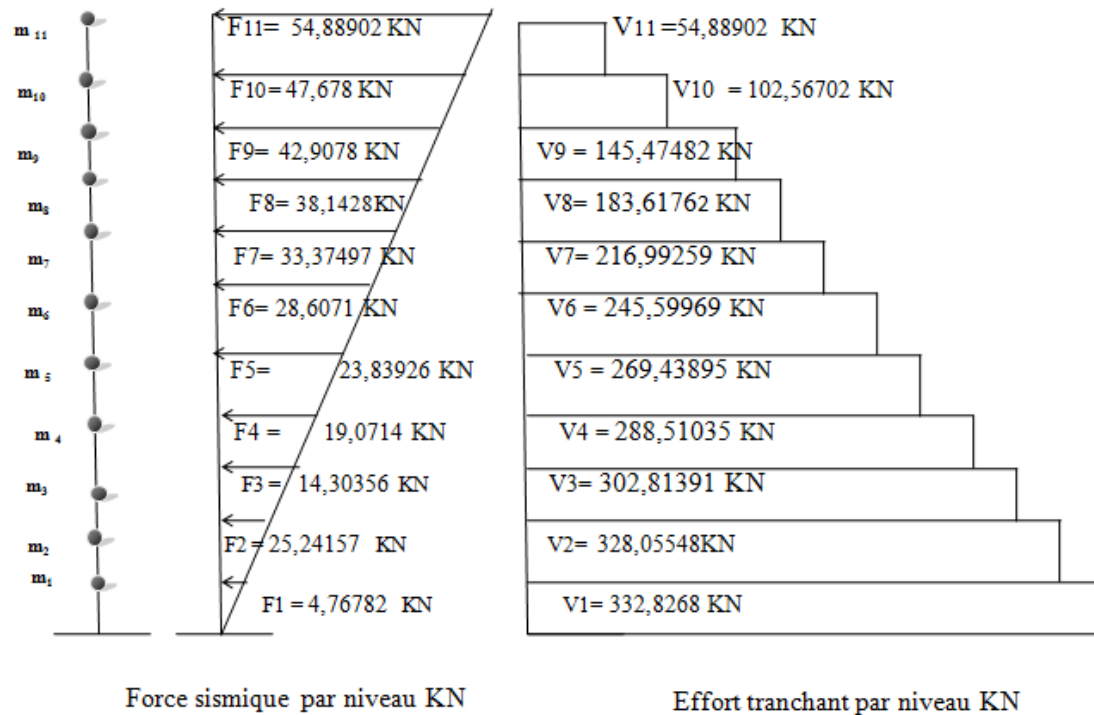 m 11
F11= 54,88902 KN
V11 =54,88902 KN
m10
F10= 47,678 KN
V10 = 102,56702 KN
m9
F9= 42,9078 KN
V9 = 145,47482 KN
m8
F8= 38,1428KN
V8= 183,61762 KN
m7
F7= 33,37497 KN
V7= 216,99259 KN
m6
F6= 28,6071 KN
V6 = 245,59969 KN
m 5
F5= 23,83926 KN
V5 = 269,43895 KN
m 4
F4 = 19,0714 KN
V4 = 288,51035 KN
m3
F3 = 14,30356 KN
V3= 302,81391 KN
m2
F2 = 25,24157 KN
V2= 328,05548KN
m1
F1 = 4,76782 KN
V1= 332,8268 KN
Force sismique par niveau KN
Effort tranchant par niveau KN